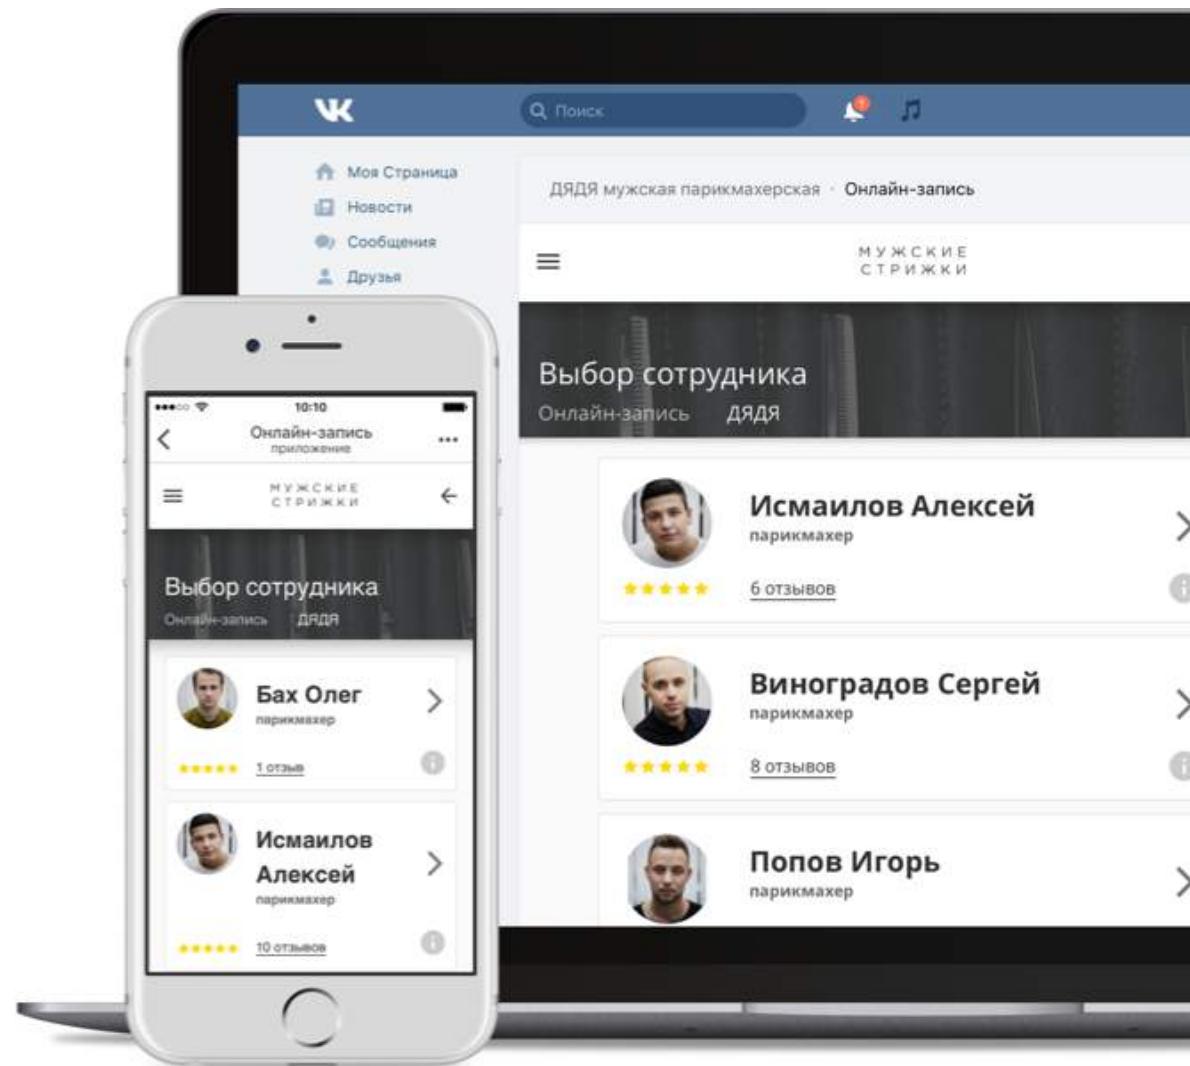 VK
Поиск
1
Моя Страница
Новости
Сообщения
Друзья
ДЯДЯ мужская парикмахерская · Онлайн-запись
МУЖСКИЕ
СТРИЖКИ
Выбор сотрудника
Онлайн-запись ДЯДЯ
Исмаилов Алексей
парикмахер
6 отзывов
Виноградов Сергей
парикмахер
8 отзывов
Попов Игорь
парикмахер
10:10
Онлайн-запись
приложение
МУЖСКИЕ
СТРИЖКИ
Выбор сотрудника
Онлайн-запись ДЯДЯ
Бах Олег
парикмахер
1 отзыв
Исмаилов
Алексей
парикмахер
10 отзывов